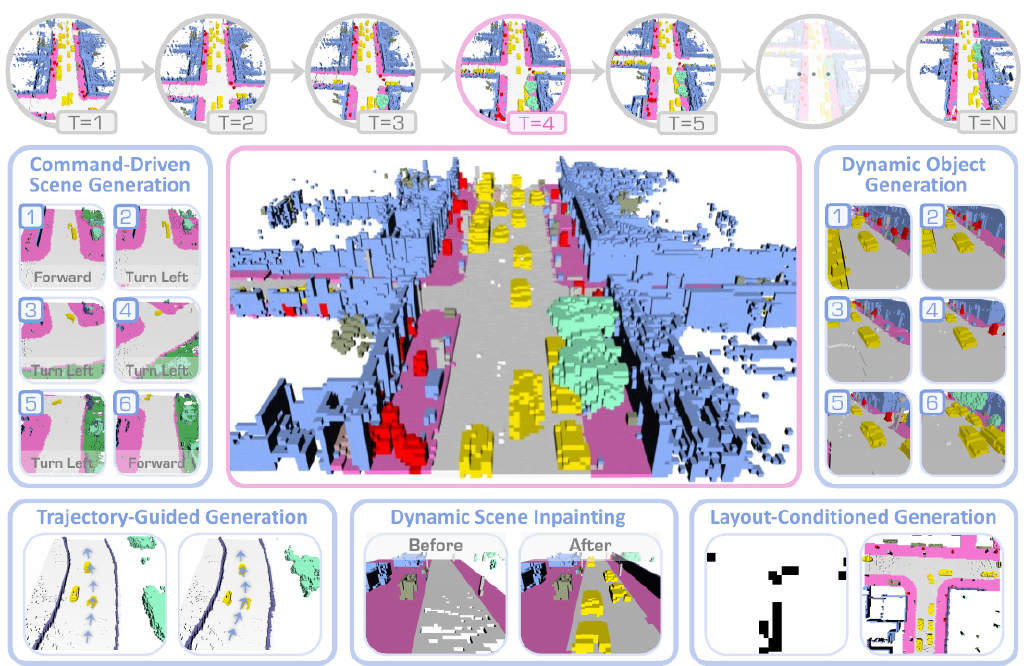 T=1
T=2
T=3
T=4
T=5
T=N
Command-Driven
Scene Generation
1
2
Forward
Turn Left
3
4
Turn Left
Turn Left
5
6
Turn Left
Forward
Dynamic Object
Generation
1
2
3
4
5
6
Trajectory-Guided Generation
Dynamic Scene Inpainting
Before
After
Layout-Conditioned Generation